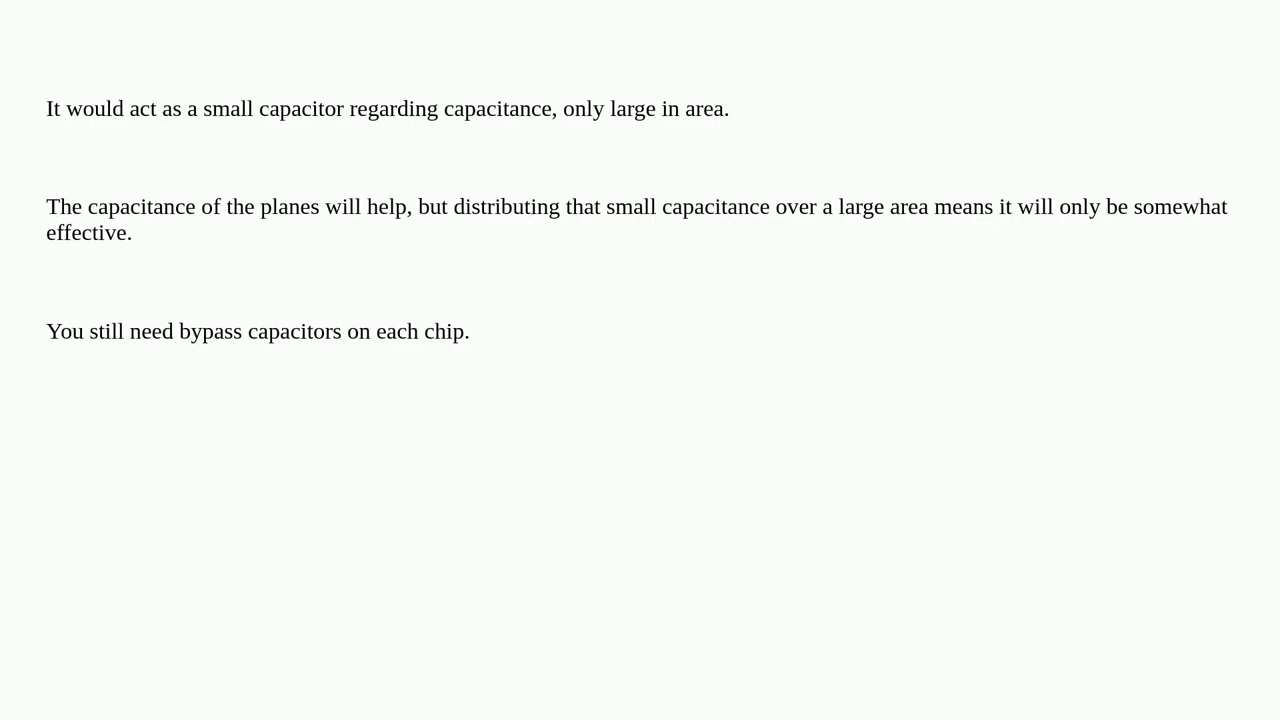 It would act as a small capacitor regarding capacitance, only large in area.
The capacitance of the planes will help, but distributing that small capacitance over a large area means it will only be somewhat
effective.
You still need bypass capacitors on each chip.